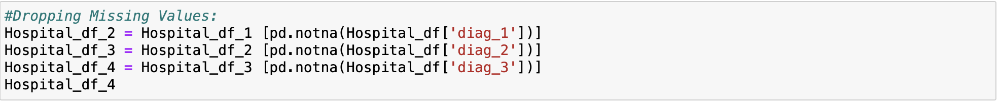 #Dropping Missing Values:
Hospital_df_2 = Hospital_df_1 [pd.notna(Hospital_df['diag_1'])]
Hospital_df_3 = Hospital_df_2 [pd.notna(Hospital_df['diag_2'])]
Hospital_df_4 = Hospital_df_3 [pd.notna(Hospital_df['diag_3'])]
Hospital_df_4